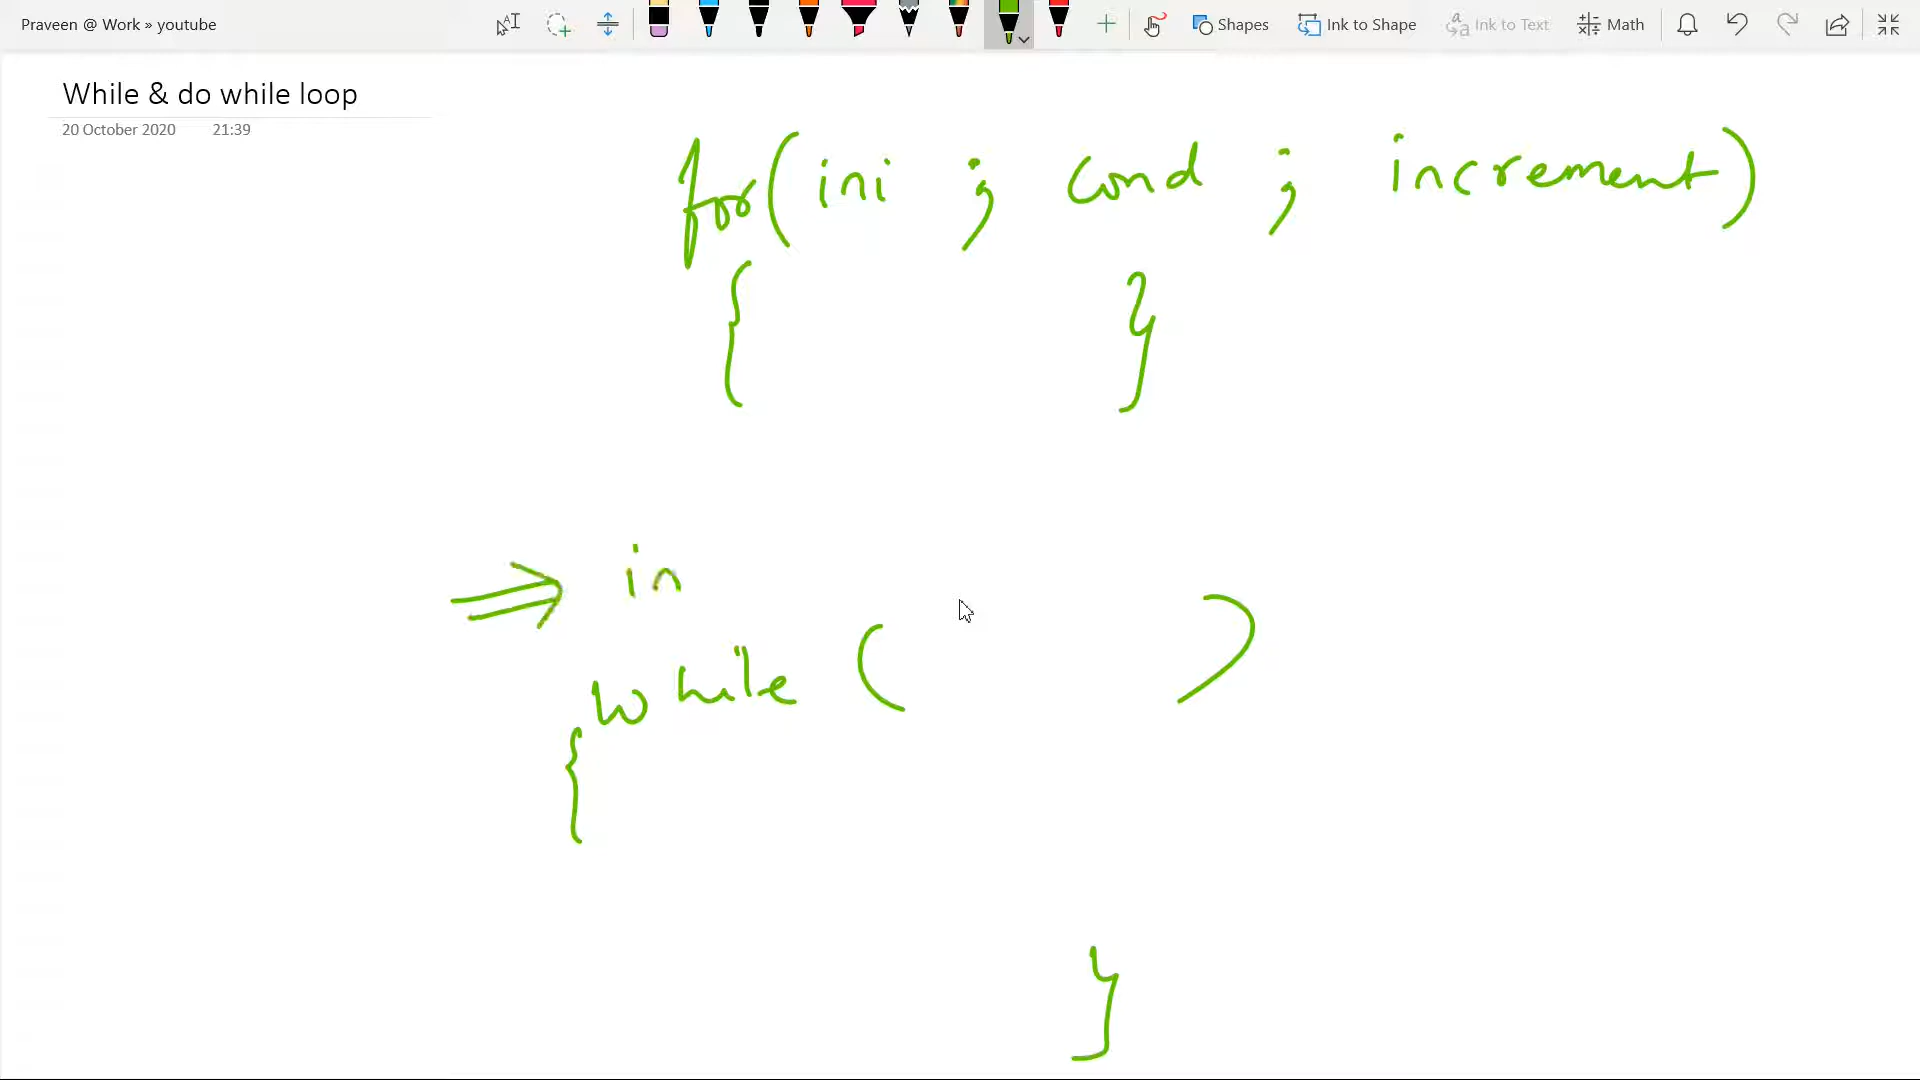 Praveen @ Work » youtube
Shapes
Ink to Shape
Ink to Text
Math
While & do while loop
20 October 2020 21:39
for(ini ; cond ; increment)
{ }
⇒ in
while ( )
{
}